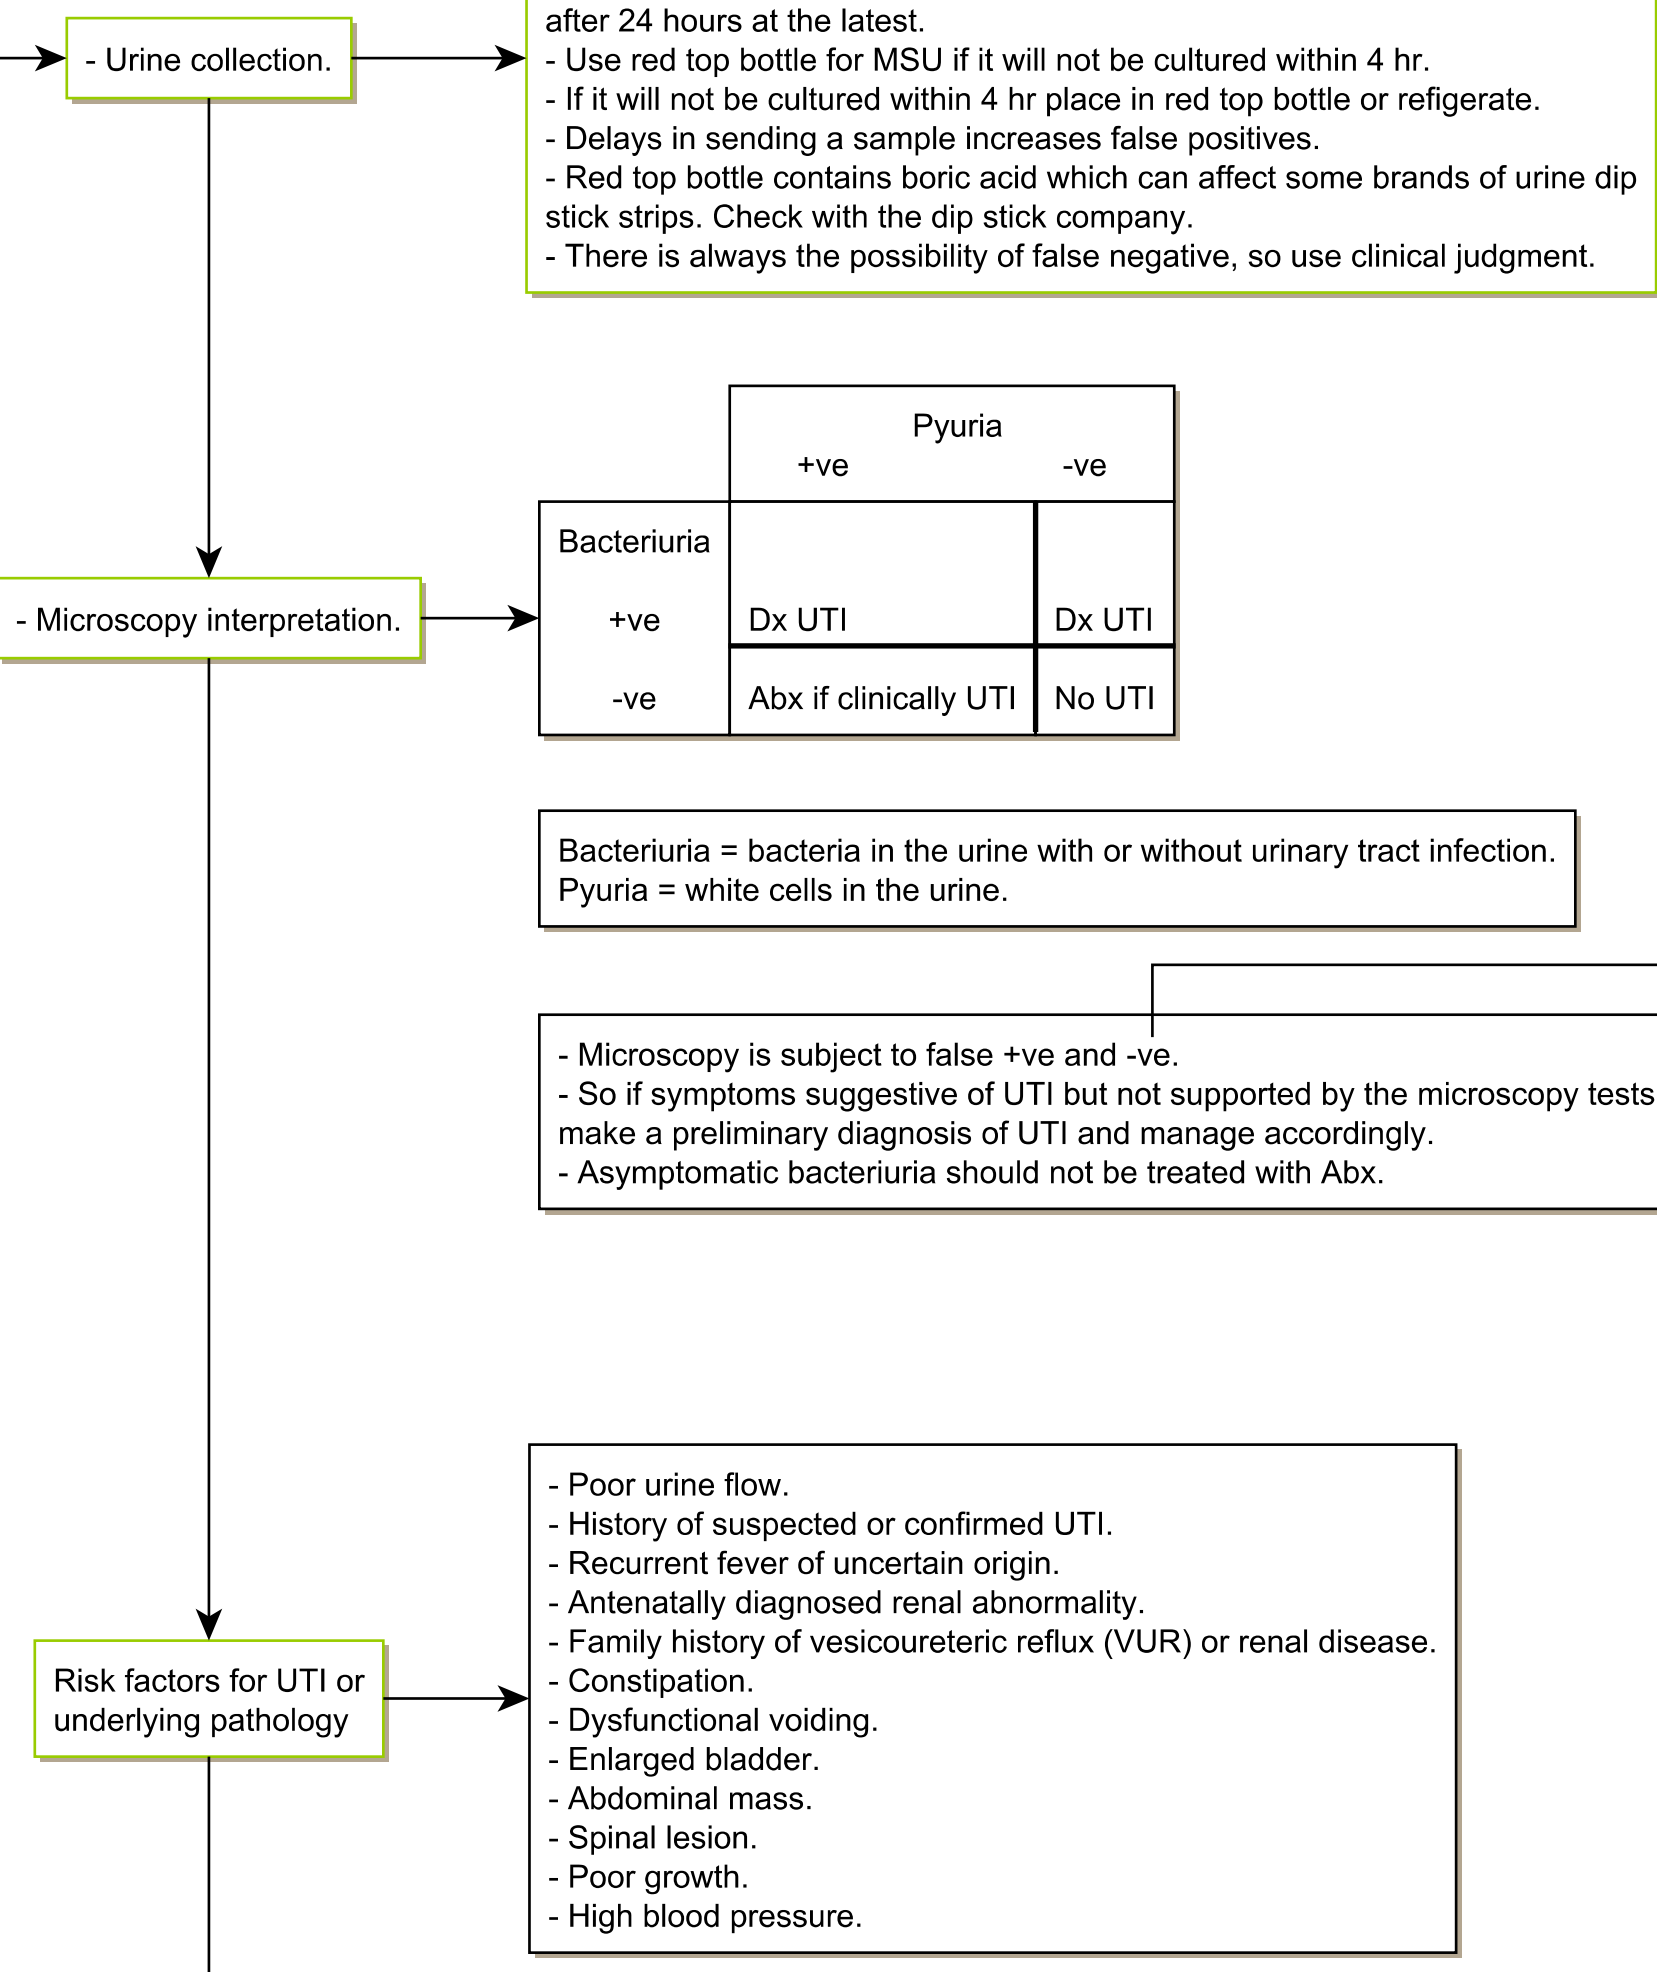 after 24 hours at the latest.
- Urine collection.
- Use red top bottle for MSU if it will not be cultured within 4 hr.
- If it will not be cultured within 4 hr place in red top bottle or refigerate.
- Delays in sending a sample increases false positives.
- Red top bottle contains boric acid which can affect some brands of urine dip
stick strips. Check with the dip stick company.
- There is always the possibility of false negative, so use clinical judgment.
Pyuria
+ve -ve
Bacteriuria
- Microscopy interpretation.
+ve Dx UTI Dx UTI
-ve Abx if clinically UTI No UTI
Bacteriuria = bacteria in the urine with or without urinary tract infection.
Pyuria = white cells in the urine.
- Microscopy is subject to false +ve and -ve.
- So if symptoms suggestive of UTI but not supported by the microscopy tests
make a preliminary diagnosis of UTI and manage accordingly.
- Asymptomatic bacteriuria should not be treated with Abx.
Risk factors for UTI or
underlying pathology
- Poor urine flow.
- History of suspected or confirmed UTI.
- Recurrent fever of uncertain origin.
- Antenatally diagnosed renal abnormality.
- Family history of vesicoureteric reflux (VUR) or renal disease.
- Constipation.
- Dysfunctional voiding.
- Enlarged bladder.
- Abdominal mass.
- Spinal lesion.
- Poor growth.
- High blood pressure.